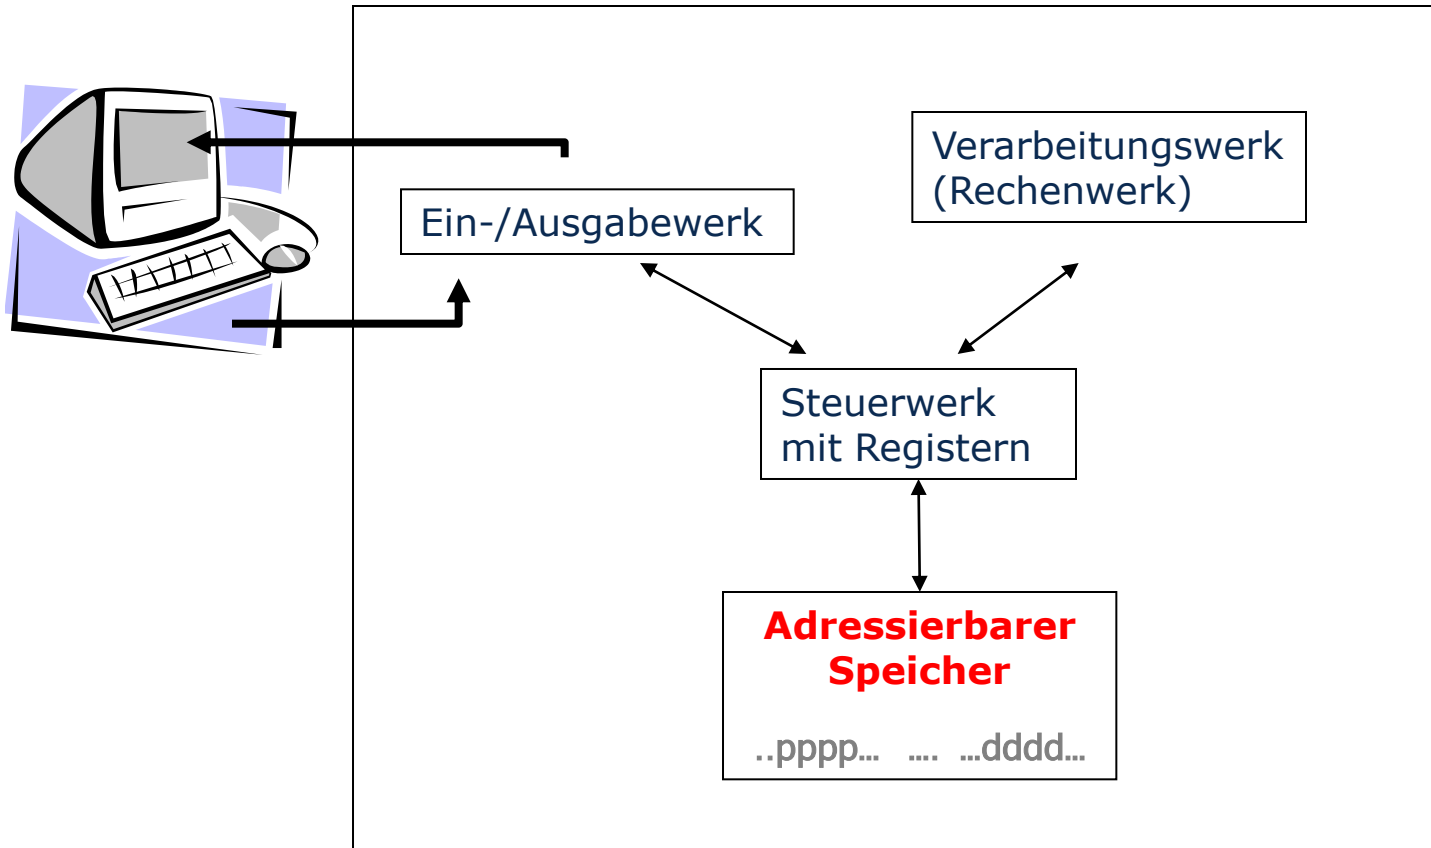 Verarbeitungswerk
(Rechenwerk)
Ein-/Ausgabewerk
Steuerwerk
mit Registern
Adressierbarer
Speicher
..pppp… …. …dddd…